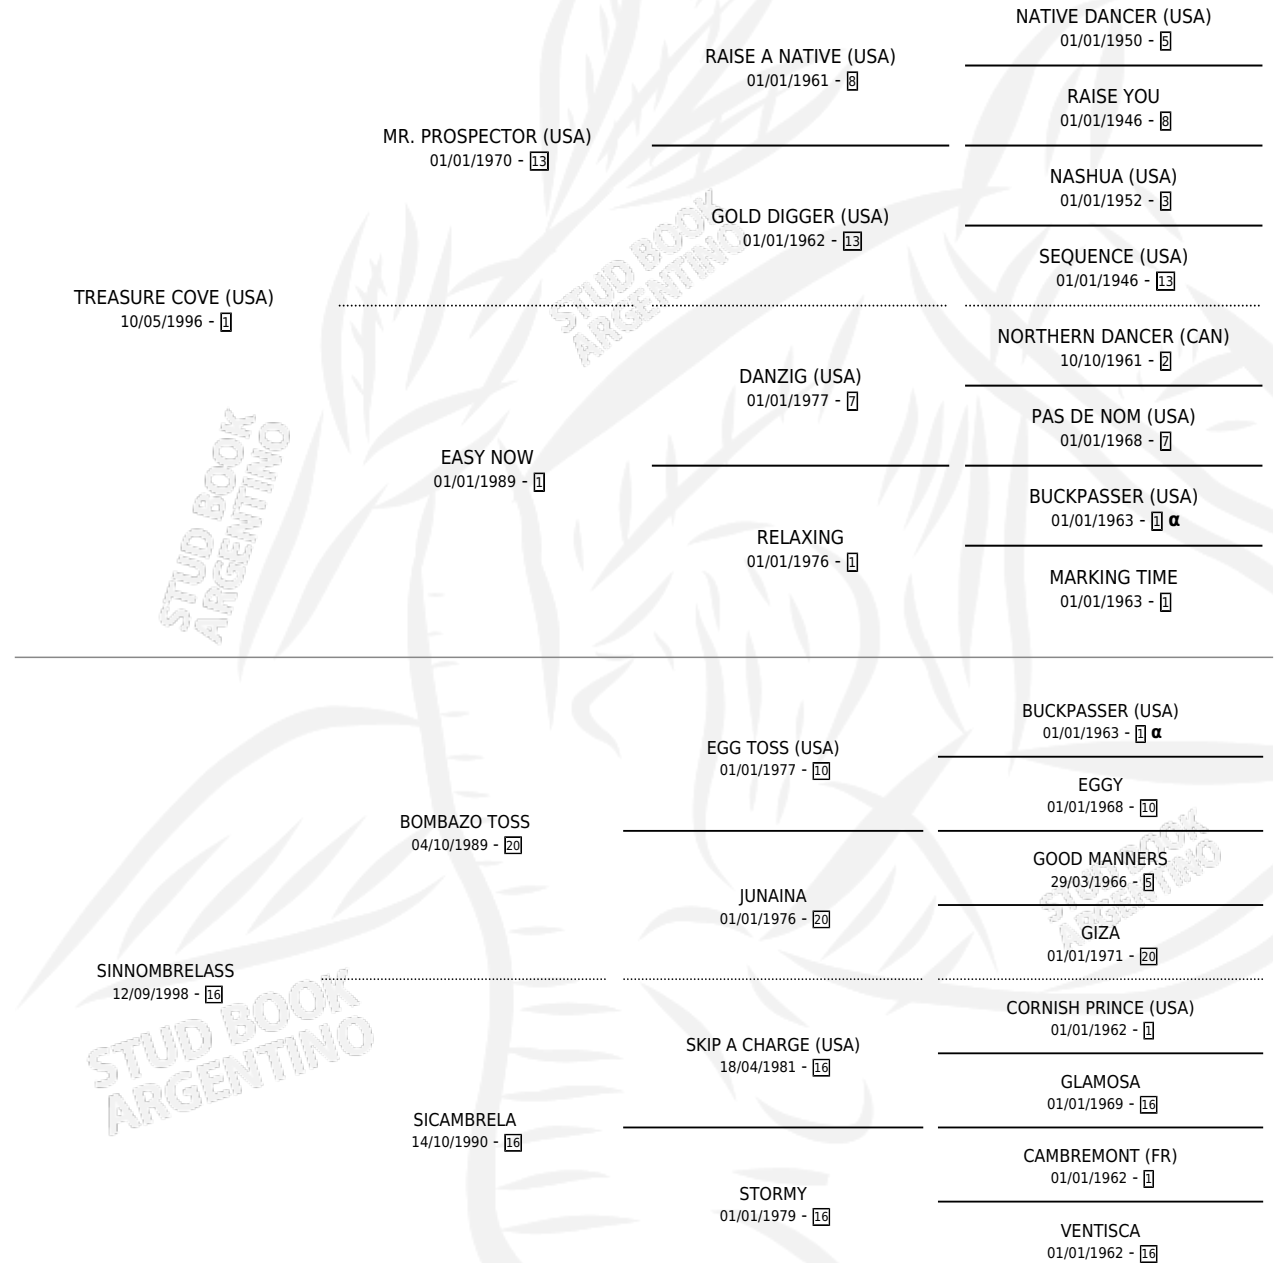 NATIVE DANCER (USA)
01/01/1950 - 5
RAISE A NATIVE (USA)
01/01/1961 - 8
RAISE YOU
01/01/1946 - 8
MR. PROSPECTOR (USA)
01/01/1970 - 13
NASHUA (USA)
01/01/1952 - 3
GOLD DIGGER (USA)
01/01/1962 - 13
SEQUENCE (USA)
01/01/1946 - 13
TREASURE COVE (USA)
10/05/1996 - 1
NORTHERN DANCER (CAN)
10/10/1961 - 2
DANZIG (USA)
01/01/1977 - 7
PAS DE NOM (USA)
01/01/1968 - 7
EASY NOW
01/01/1989 - 1
BUCKPASSER (USA)
01/01/1963 - 1 α
RELAXING
01/01/1976 - 1
MARKING TIME
01/01/1963 - 1
BUCKPASSER (USA)
01/01/1963 - 1 α
EGG TOSS (USA)
01/01/1977 - 10
EGGY
01/01/1968 - 10
BOMBAZO TOSS
04/10/1989 - 20
GOOD MANNERS
29/03/1966 - 5
JUNAINA
01/01/1976 - 20
GIZA
01/01/1971 - 20
SINNOMBRELASS
12/09/1998 - 16
CORNISH PRINCE (USA)
01/01/1962 - 1
SKIP A CHARGE (USA)
18/04/1981 - 16
GLAMOSA
01/01/1969 - 16
SICAMBRELA
14/10/1990 - 16
CAMBREMONT (FR)
01/01/1962 - 1
STORMY
01/01/1979 - 16
VENTISCA
01/01/1962 - 16
STUD BOOK
ARGENTINO
STUD BOOK
ARGENTINO
STUD BOOK
ARGENTINO
STUD BOOK
ARGENTINO